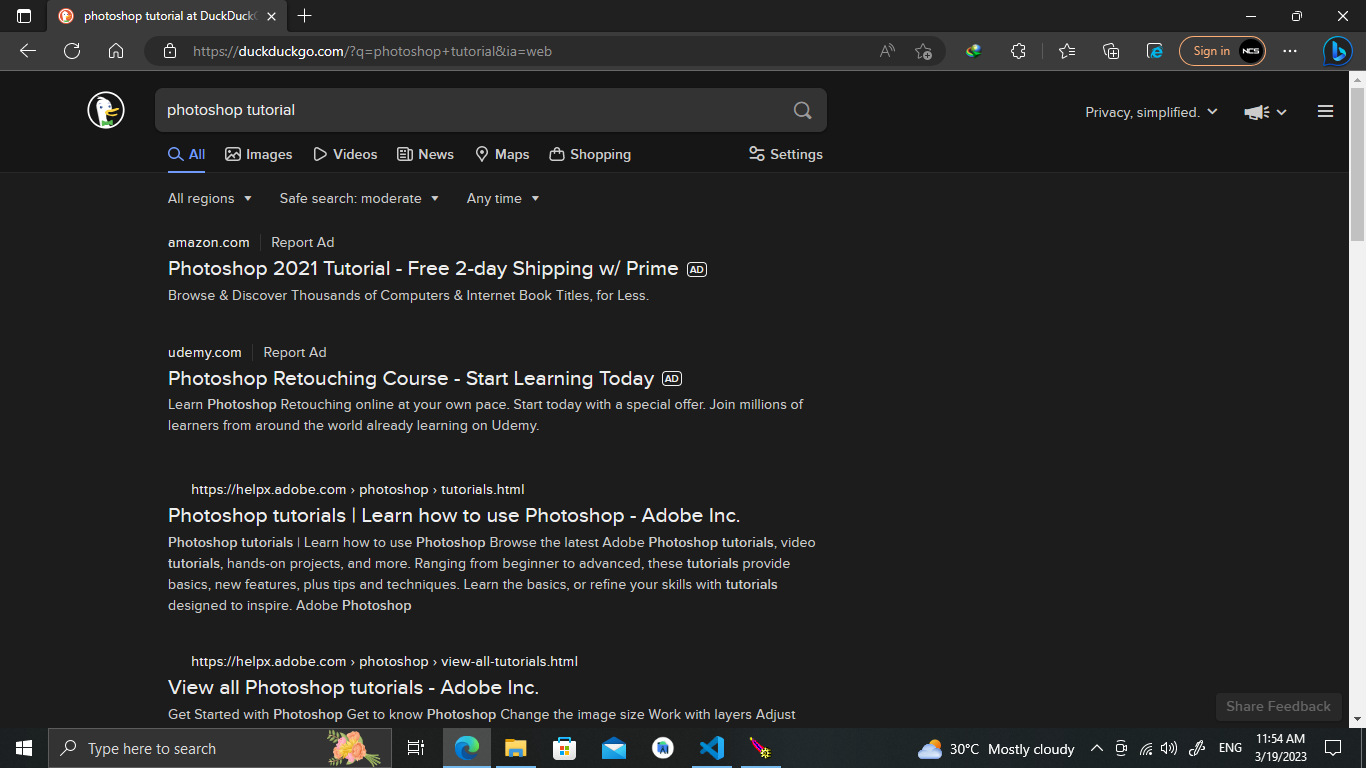 photoshop tutorial at DuckDuckG
https://duckduckgo.com/?q=photoshop+tutorial&ia=web
Sign in
NCS
photoshop tutorial
Privacy, simplified.
All
Images
Videos
News
Maps
Shopping
Settings
All regions
Safe search: moderate
Any time
amazon.com
Report Ad
Photoshop 2021 Tutorial - Free 2-day Shipping w/ Prime AD
Browse & Discover Thousands of Computers & Internet Book Titles, for Less.
udemy.com
Report Ad
Photoshop Retouching Course - Start Learning Today AD
Learn Photoshop Retouching online at your own pace. Start today with a special offer. Join millions of
learners from around the world already learning on Udemy.
https://helpx.adobe.com › photoshop › tutorials.html
Photoshop tutorials | Learn how to use Photoshop - Adobe Inc.
Photoshop tutorials | Learn how to use Photoshop Browse the latest Adobe Photoshop tutorials, video
tutorials, hands-on projects, and more. Ranging from beginner to advanced, these tutorials provide
basics, new features, plus tips and techniques. Learn the basics, or refine your skills with tutorials
designed to inspire. Adobe Photoshop
https://helpx.adobe.com › photoshop › view-all-tutorials.html
View all Photoshop tutorials - Adobe Inc.
Get Started with Photoshop Get to know Photoshop Change the image size Work with layers Adjust
Share Feedback
Type here to search
30°C Mostly cloudy
ENG
11:54 AM
3/19/2023